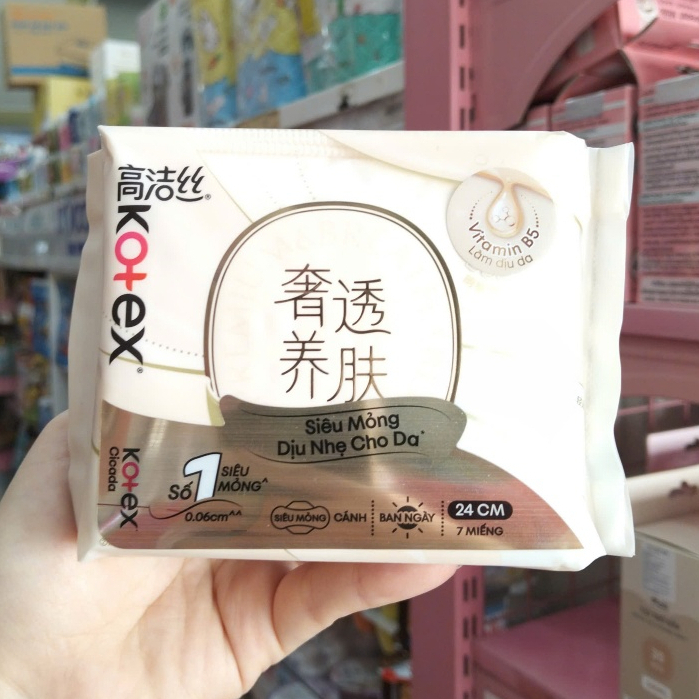 高洁丝®
Kotex®
Vitamin B5
Làm dịu da
奢透
养肤
Siêu Mỏng
Dịu Nhẹ Cho Da*
Kotex
Cicada
Số 1 SIÊU MỎNG^
0.06cm^^
SIÊU MỎNG CÁNH BAN NGÀY 24 CM
7 MIẾNG